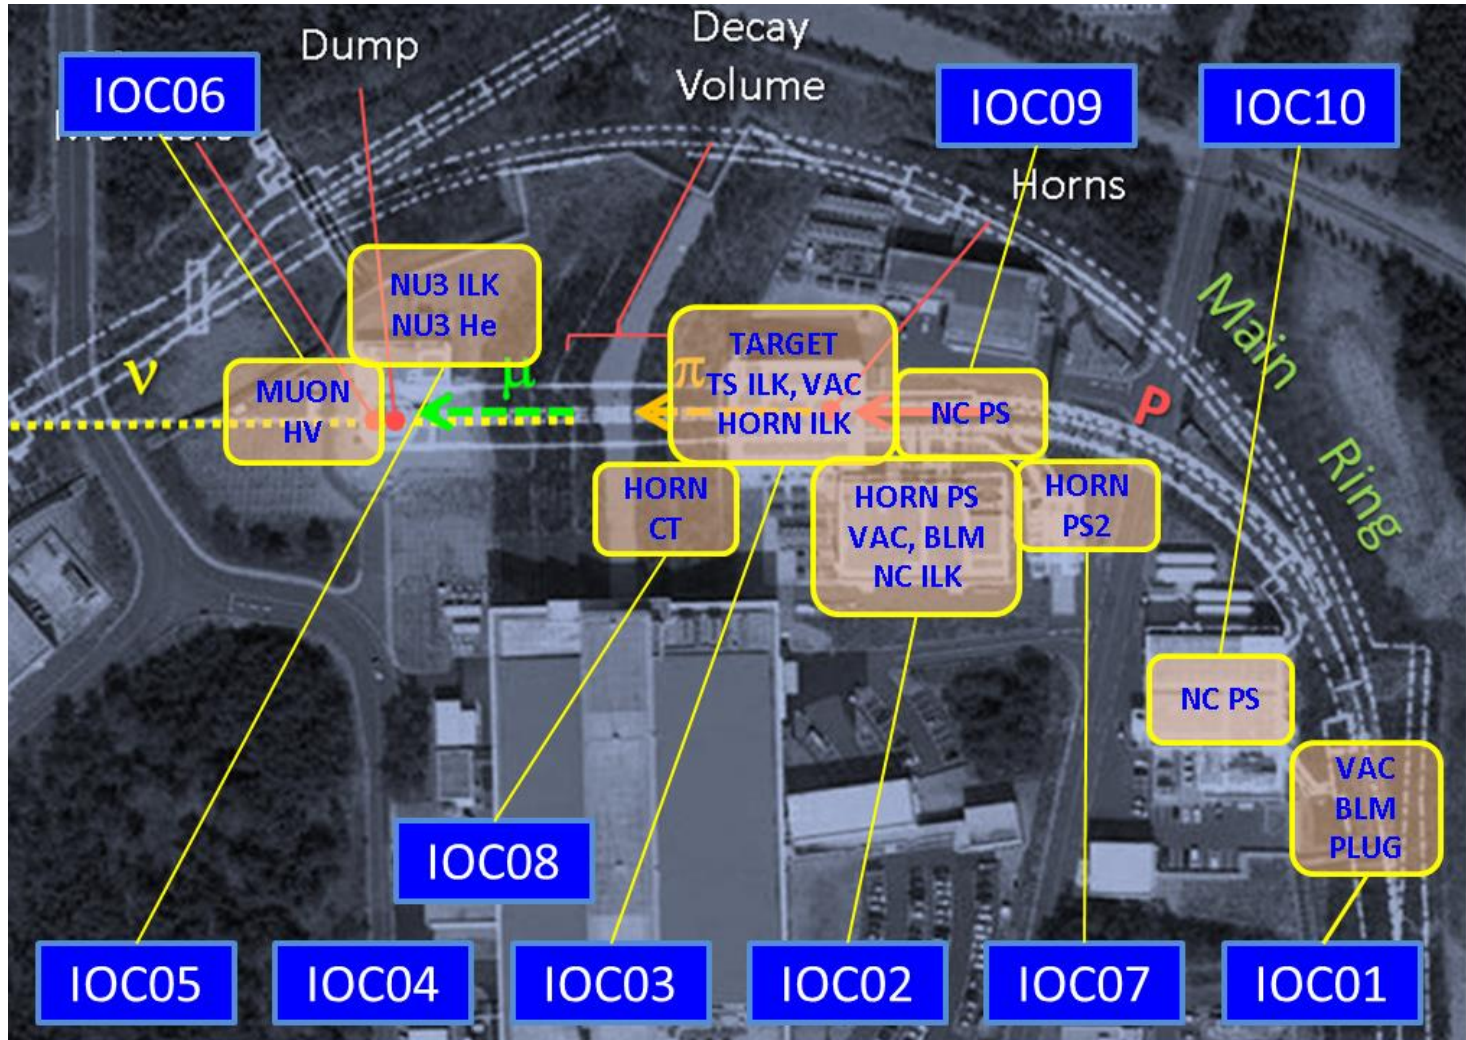 Dump
Decay
Volume
IOC06
IOC09
IOC10
Horns
NU3 ILK
NU3 He
Main
Ring
TARGET
TS ILK, VAC
HORN ILK
ν
μ
π
P
MUON
HV
NC PS
HORN
CT
HORN PS
VAC, BLM
NC ILK
HORN
PS2
NC PS
VAC
BLM
PLUG
IOC08
IOC05
IOC04
IOC03
IOC02
IOC07
IOC01